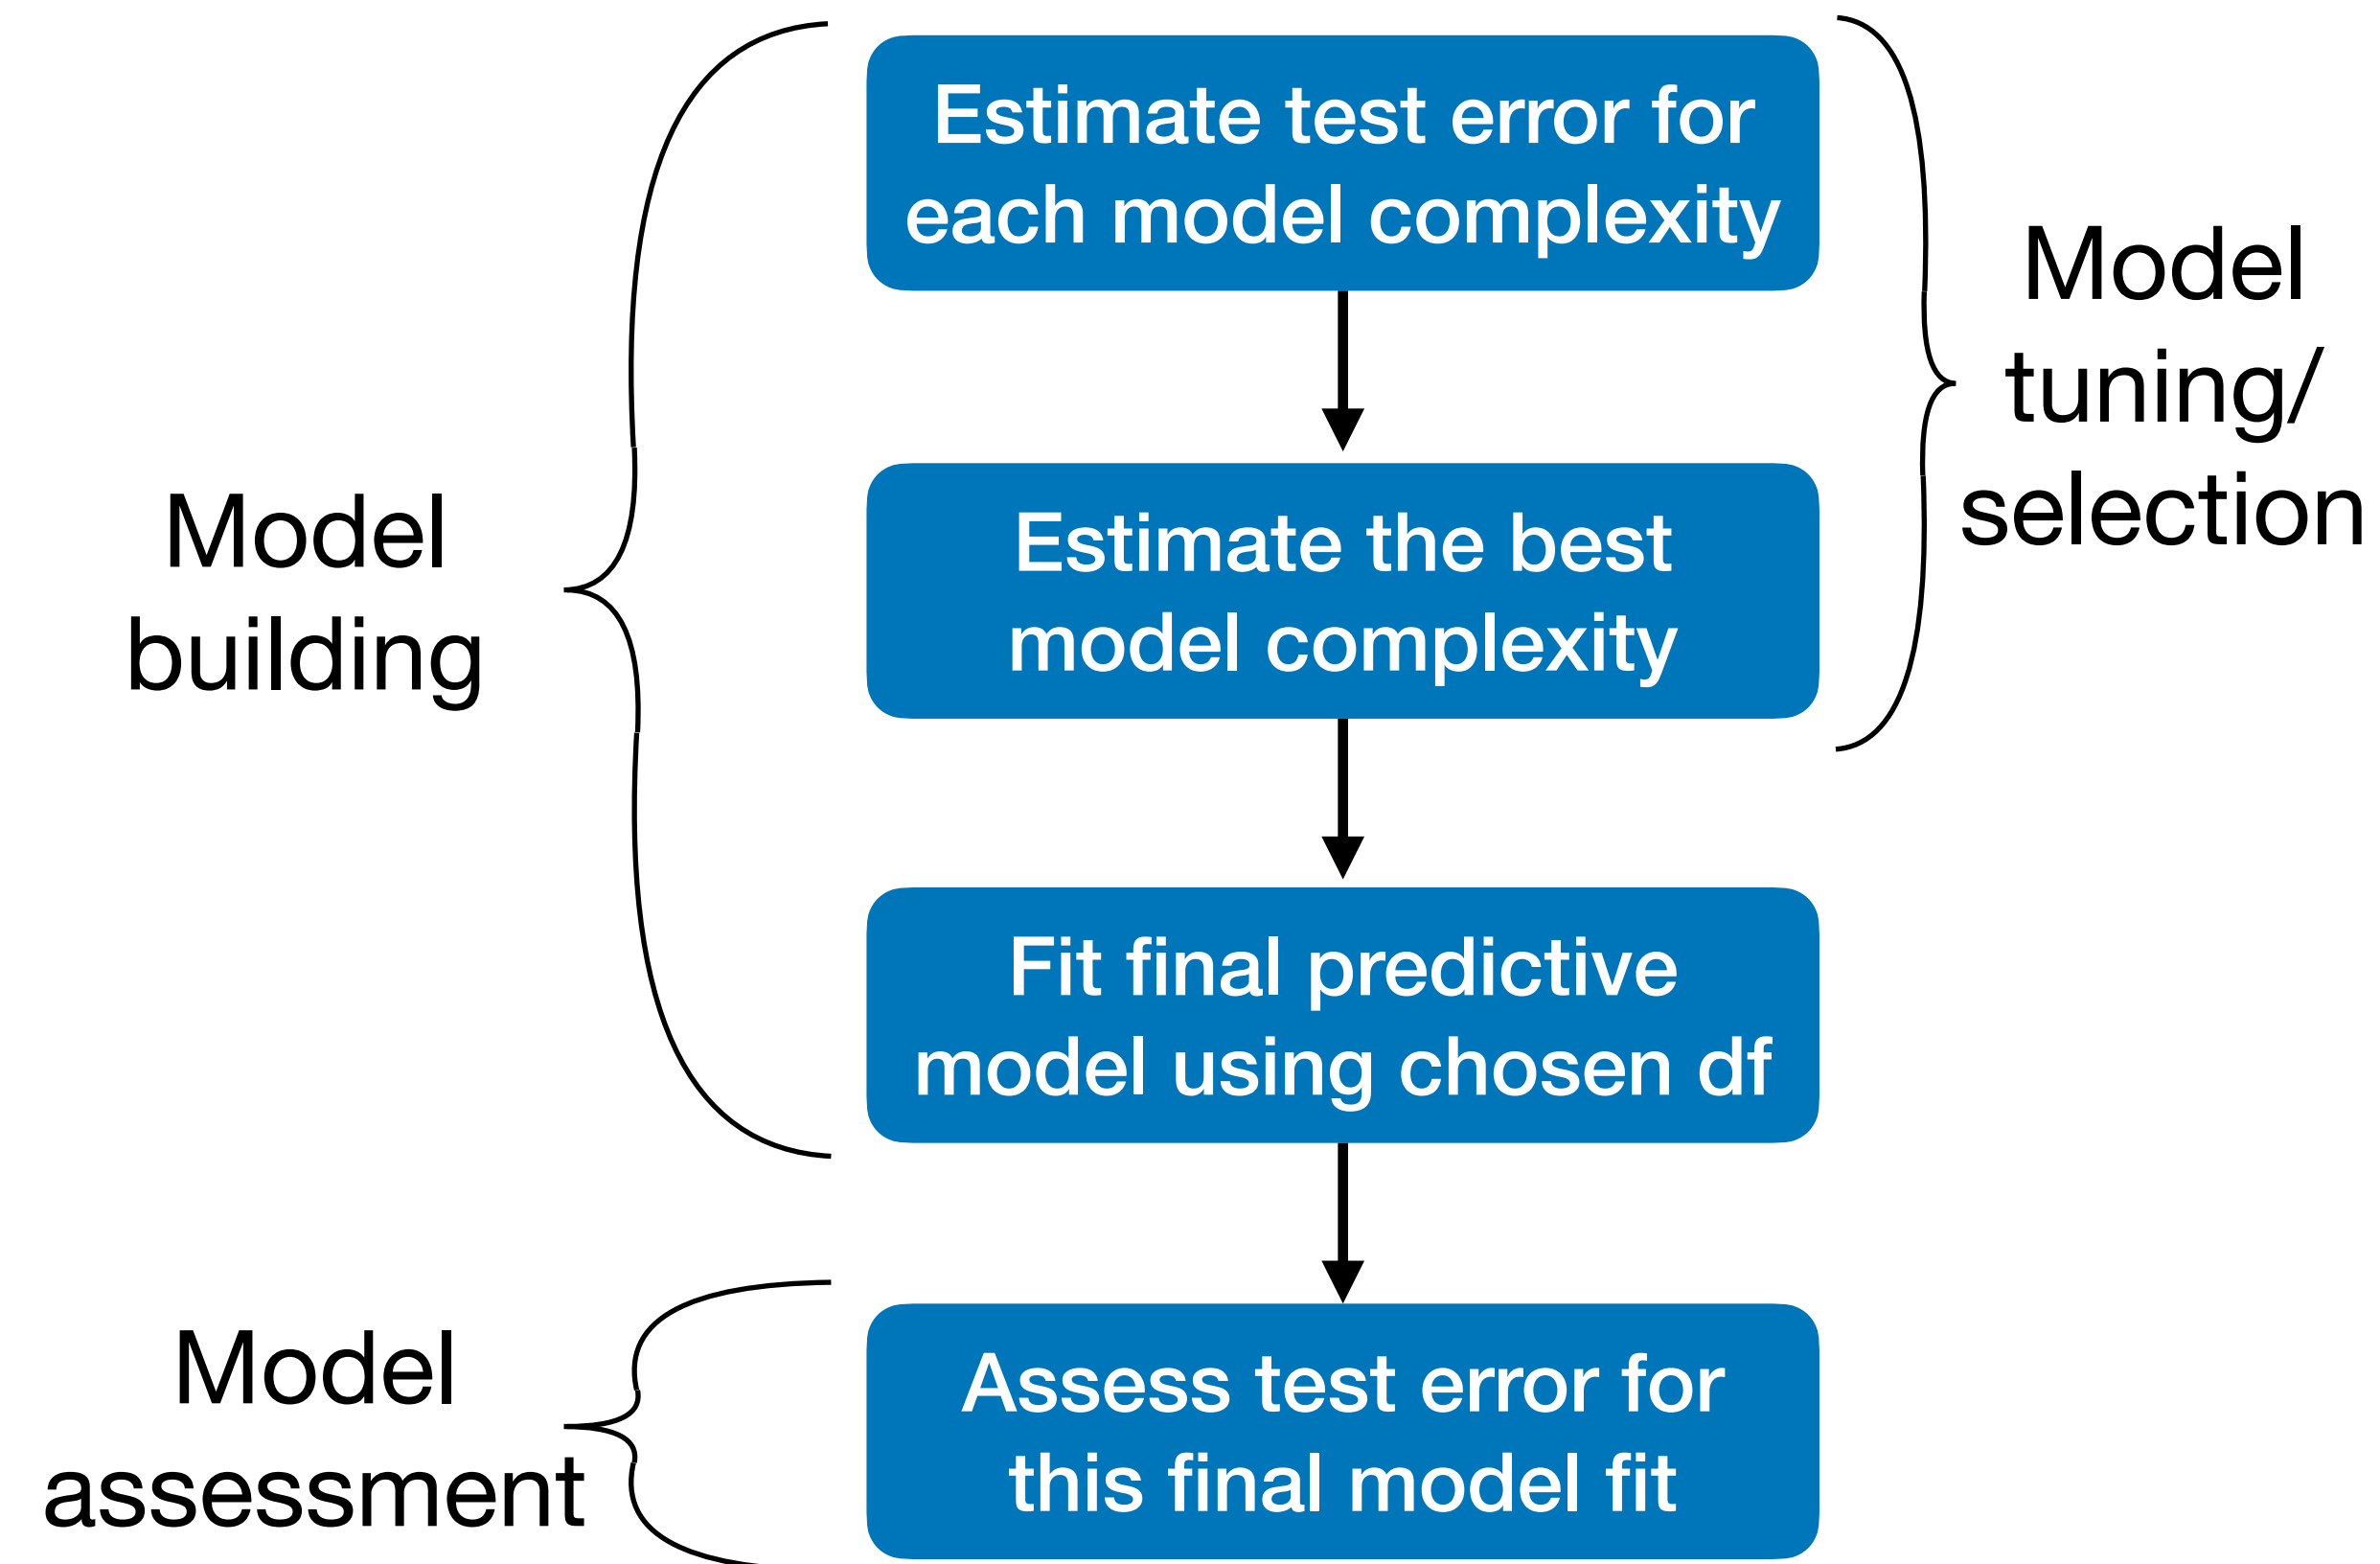 Estimate test error for
each model complexity
Model
tuning/
selection
Model
building
Estimate the best
model complexity
Fit final predictive
model using chosen df
Model
assessment
Assess test error for
this final model fit